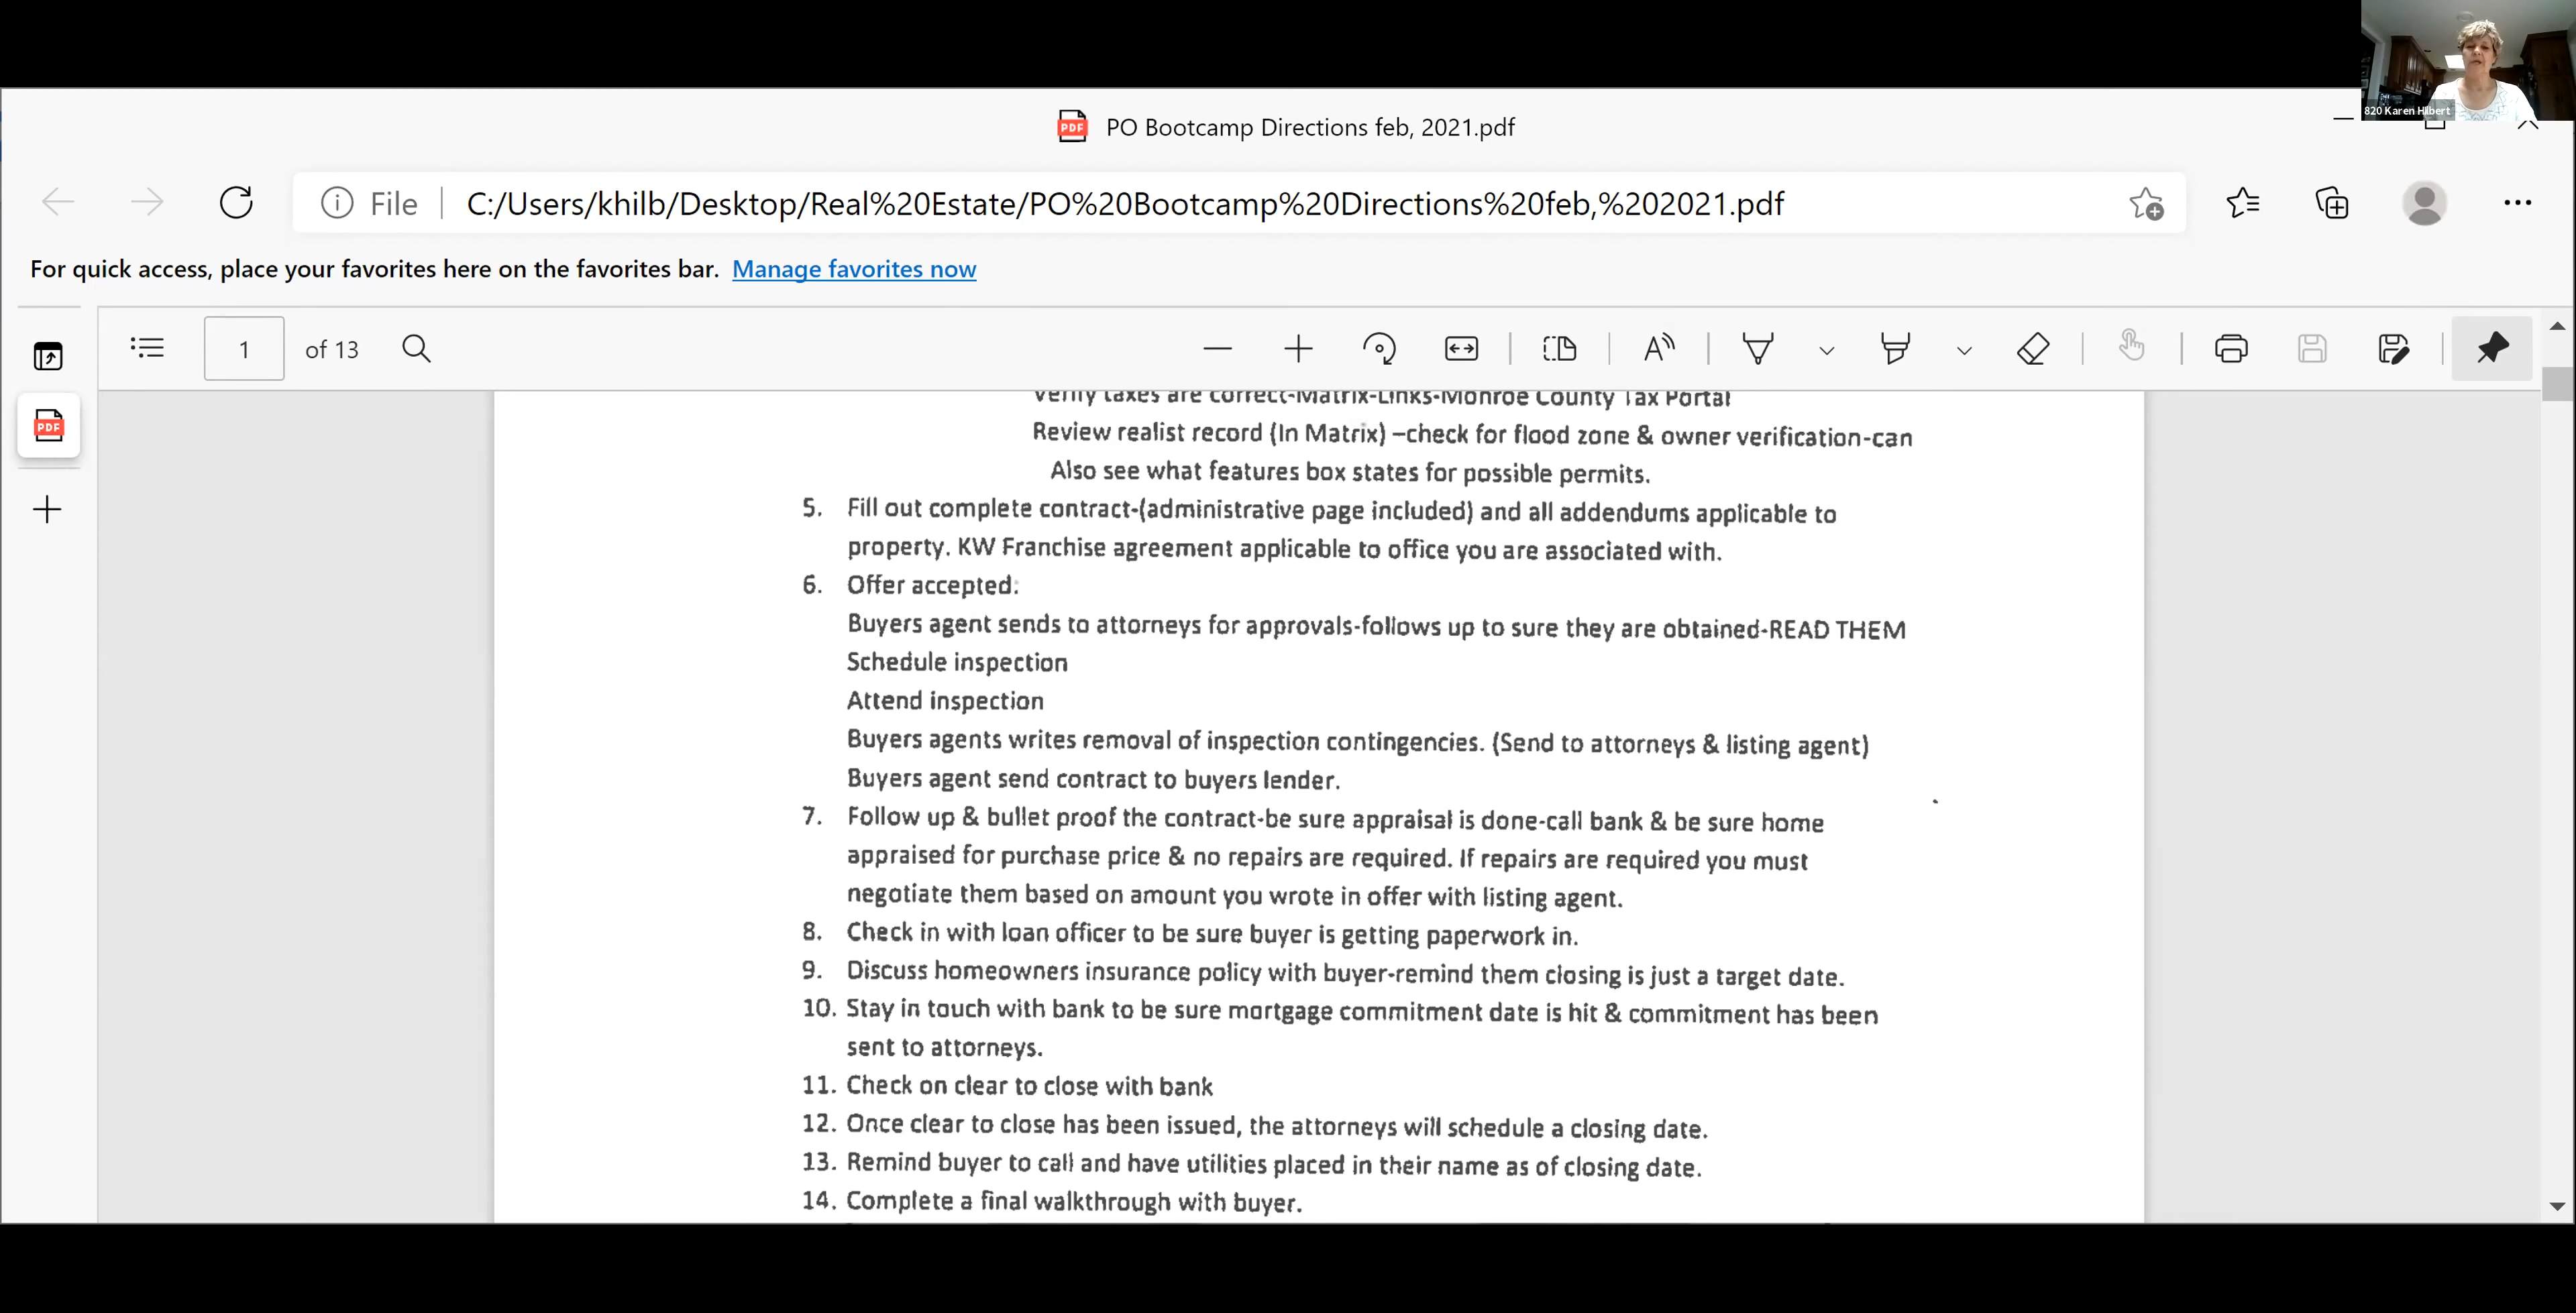 820 Karen Hilbert
PO Bootcamp Directions feb, 2021.pdf
File
C:/Users/khilb/Desktop/Real%20Estate/PO%20Bootcamp%20Directions%20feb,%202021.pdf
For quick access, place your favorites here on the favorites bar. Manage favorites now
1 of 13
Verify taxes are correct-Matrix-Links-Monroe County Tax Portal
Review realist record (In Matrix) –check for flood zone & owner verification-can
Also see what features box states for possible permits.
5. Fill out complete contract-(administrative page included) and all addendums applicable to
property. KW Franchise agreement applicable to office you are associated with.
6. Offer accepted:
Buyers agent sends to attorneys for approvals-follows up to sure they are obtained-READ THEM
Schedule inspection
Attend inspection
Buyers agents writes removal of inspection contingencies. (Send to attorneys & listing agent)
Buyers agent send contract to buyers lender.
7. Follow up & bullet proof the contract-be sure appraisal is done-call bank & be sure home
appraised for purchase price & no repairs are required. If repairs are required you must
negotiate them based on amount you wrote in offer with listing agent.
8. Check in with loan officer to be sure buyer is getting paperwork in.
9. Discuss homeowners insurance policy with buyer-remind them closing is just a target date.
10. Stay in touch with bank to be sure mortgage commitment date is hit & commitment has been
sent to attorneys.
11. Check on clear to close with bank
12. Once clear to close has been issued, the attorneys will schedule a closing date.
13. Remind buyer to call and have utilities placed in their name as of closing date.
14. Complete a final walkthrough with buyer.